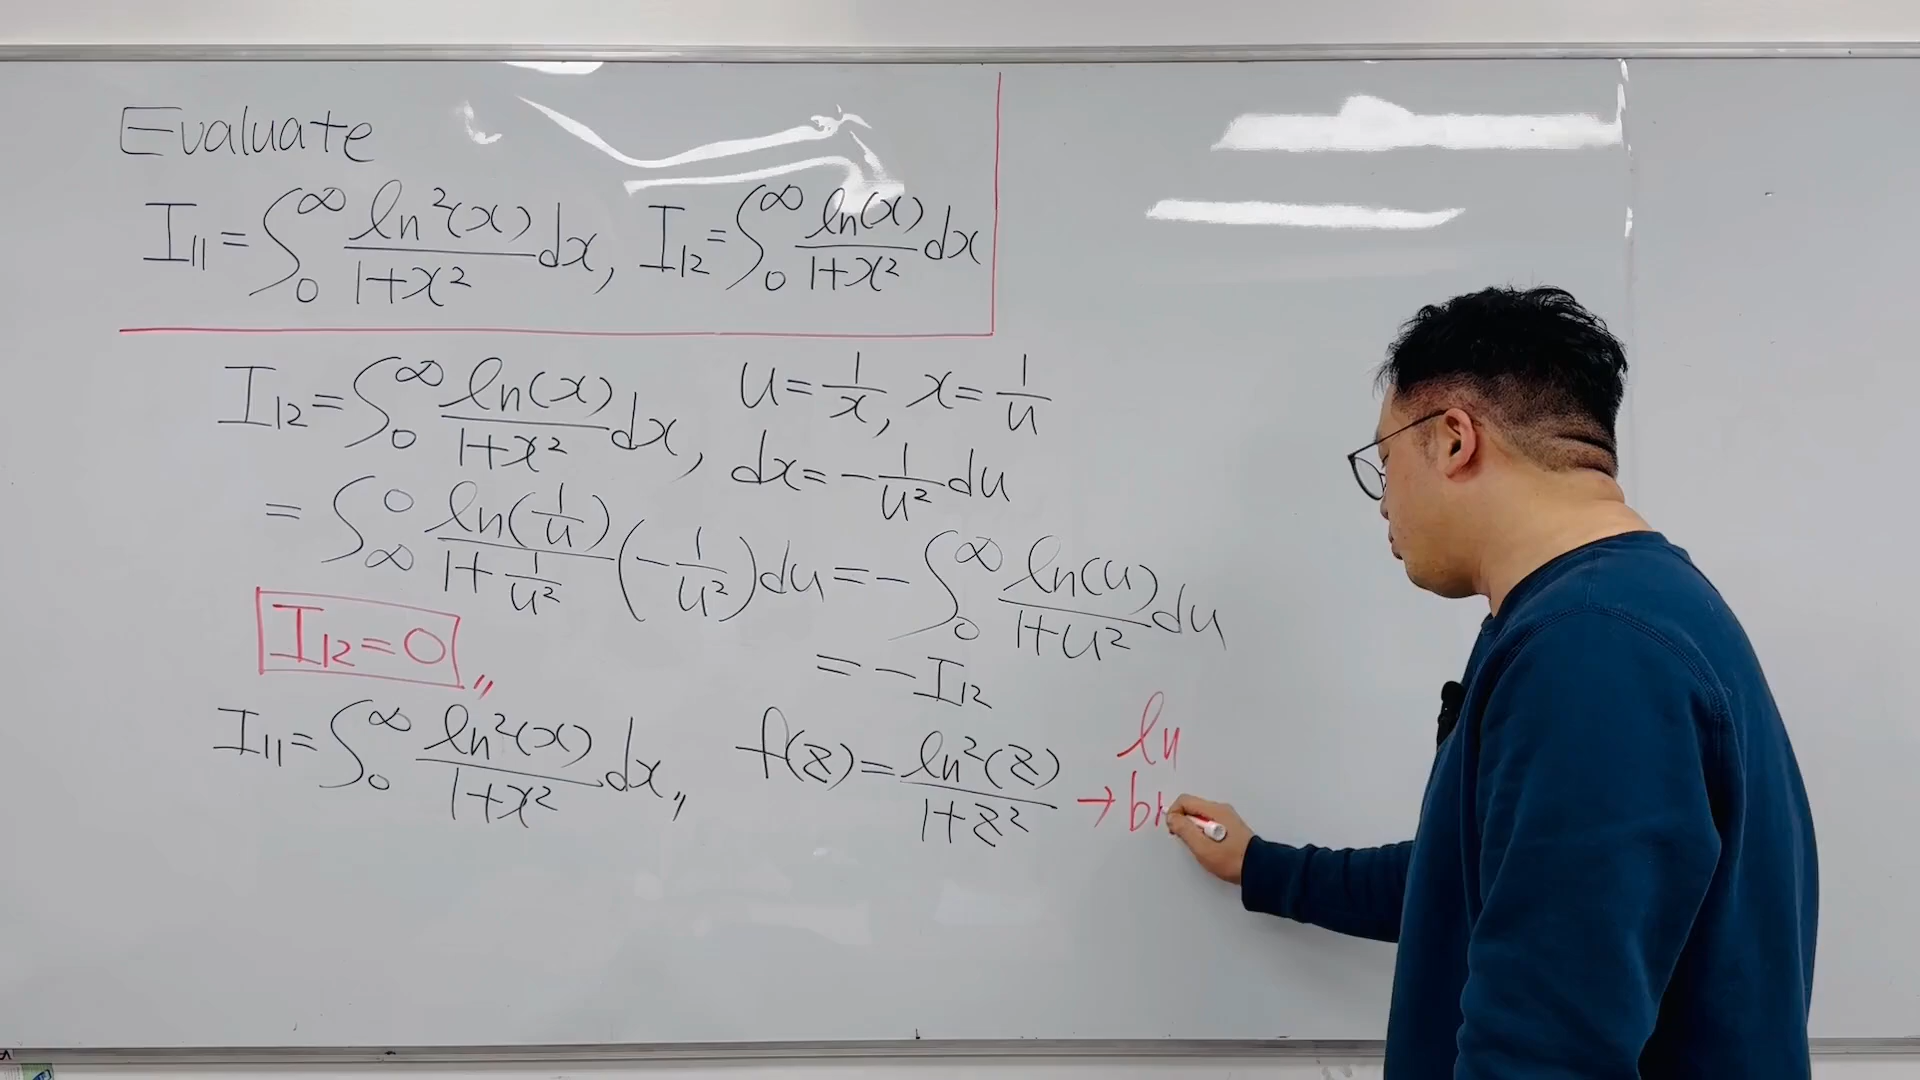 Evaluate
I₁₁ = ∫₀^∞ ln²(x)/(1+x²) dx, I₁₂ = ∫₀^∞ ln(x)/(1+x²) dx
I₁₂ = ∫₀^∞ ln(x)/(1+x²) dx, u = 1/x, x = 1/u
dx = -1/u² du
= ∫_∞^0 ln(1/u)/(1+1/u²) (-1/u²) du = -∫₀^∞ ln(u)/(1+u²) du
= -I₁₂
I₁₂ = 0 〃
I₁₁ = ∫₀^∞ ln²(x)/(1+x²) dx 〃 f(z) = ln²(z)/(1+z²)
ln
→ br